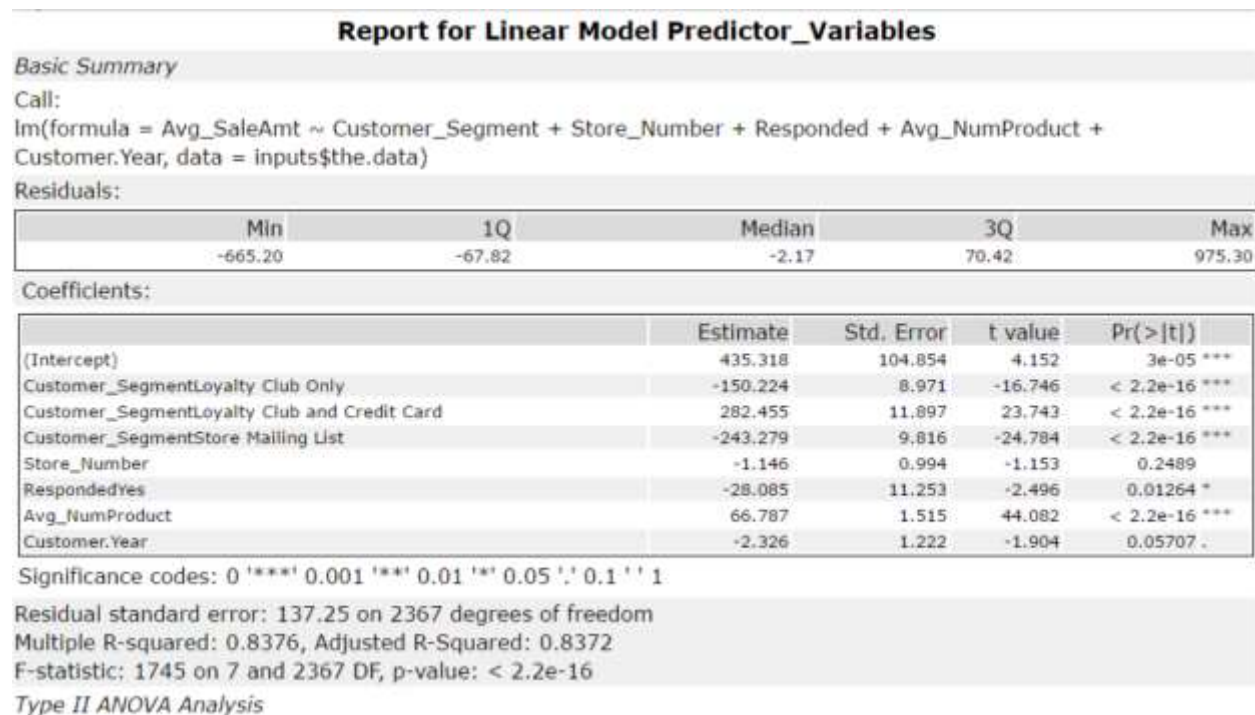 Report for Linear Model Predictor_Variables
Basic Summary
Call:
lm(formula = Avg_SaleAmt ~ Customer_Segment + Store_Number + Responded + Avg_NumProduct +
Customer.Year, data = inputs$the.data)
Residuals:
Min 1Q Median 3Q Max
-665.20 -67.82 -2.17 70.42 975.30
Coefficients:
Estimate Std. Error t value Pr(>|t|)
(Intercept) 435.318 104.854 4.152 3e-05 ***
Customer_SegmentLoyalty Club Only -150.224 8.971 -16.746 < 2.2e-16 ***
Customer_SegmentLoyalty Club and Credit Card 282.455 11.897 23.743 < 2.2e-16 ***
Customer_SegmentStore Mailing List -243.279 9.816 -24.784 < 2.2e-16 ***
Store_Number -1.146 0.994 -1.153 0.2489
RespondedYes -28.085 11.253 -2.496 0.01264 *
Avg_NumProduct 66.787 1.515 44.082 < 2.2e-16 ***
Customer.Year -2.326 1.222 -1.904 0.05707 .
Significance codes: 0 '***' 0.001 '**' 0.01 '*' 0.05 '.' 0.1 ' ' 1
Residual standard error: 137.25 on 2367 degrees of freedom
Multiple R-squared: 0.8376, Adjusted R-Squared: 0.8372
F-statistic: 1745 on 7 and 2367 DF, p-value: < 2.2e-16
Type II ANOVA Analysis